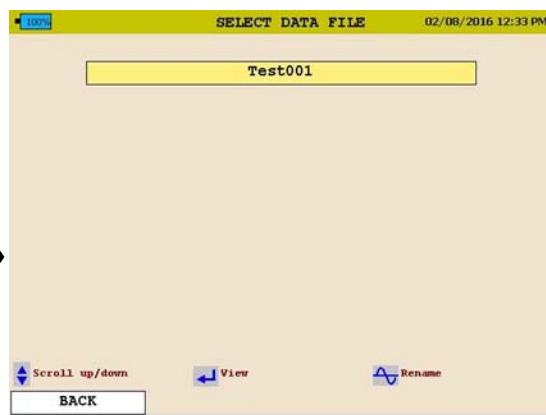 100% SELECT DATA FILE 02/08/2016 12:33 PM
Test001
Scroll up/down View Rename
BACK